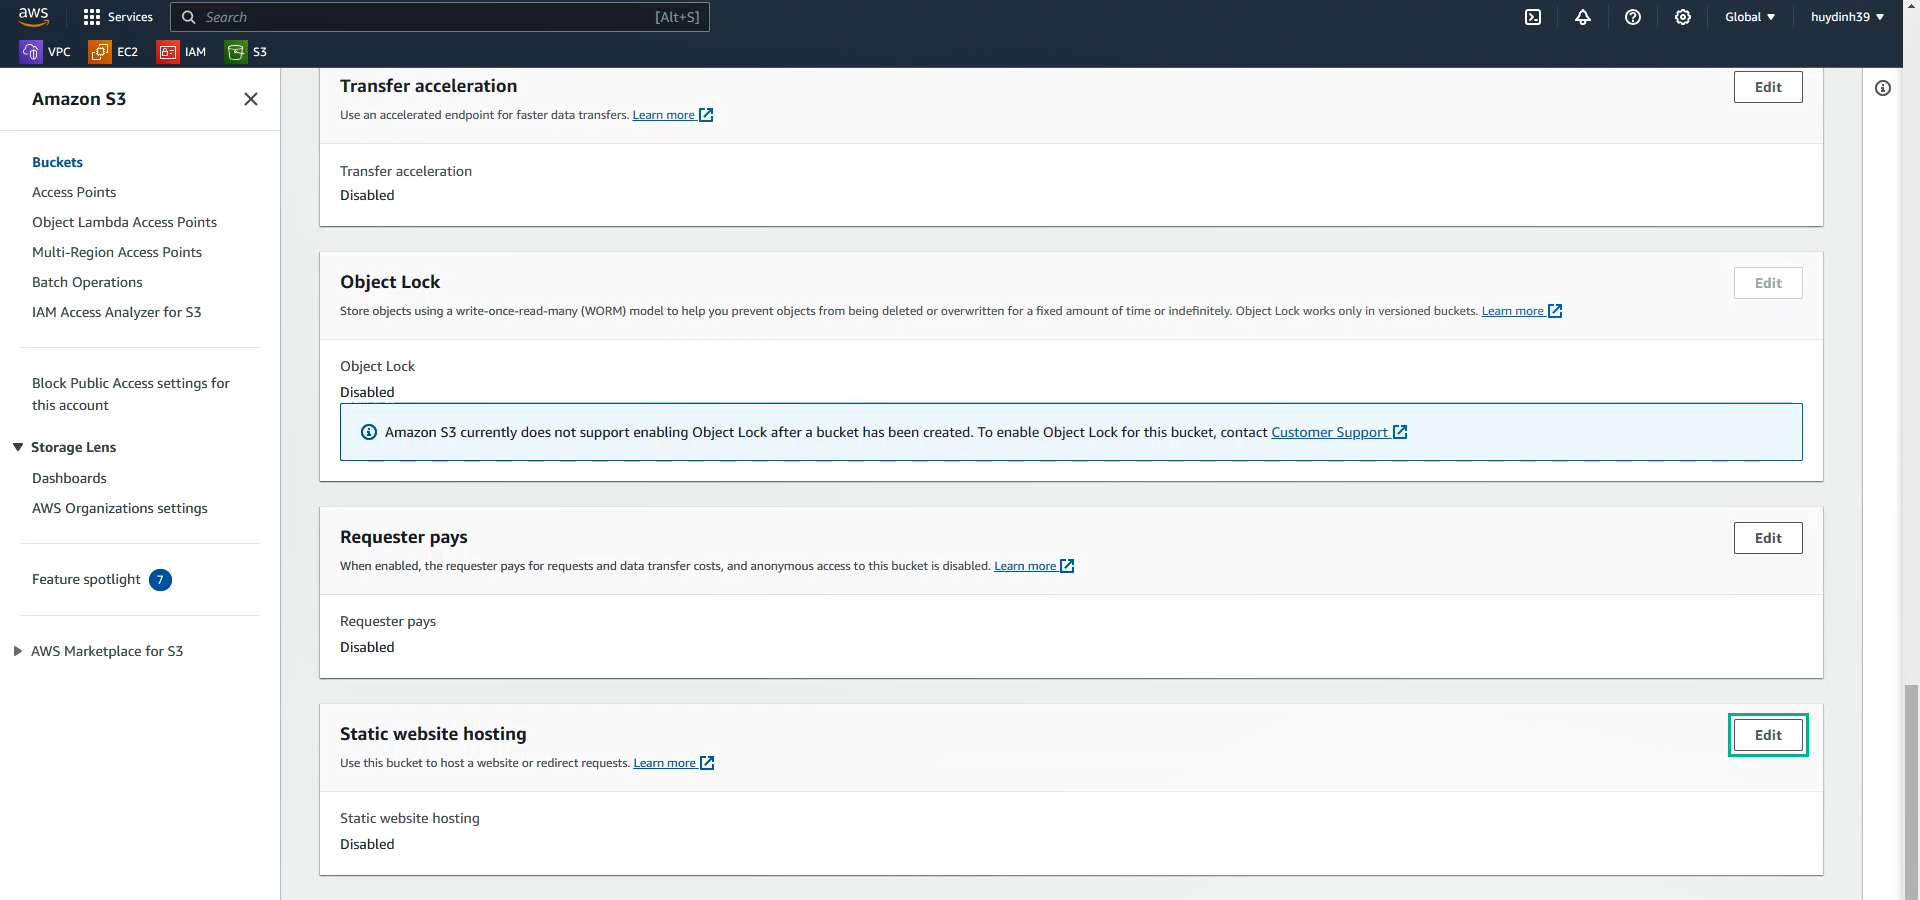 aws
Services
Search
[Alt+S]
Global
huydinh39
VPC
EC2
IAM
S3
Amazon S3
Buckets
Access Points
Object Lambda Access Points
Multi-Region Access Points
Batch Operations
IAM Access Analyzer for S3
Block Public Access settings for
this account
Storage Lens
Dashboards
AWS Organizations settings
Feature spotlight 7
AWS Marketplace for S3
Transfer acceleration
Edit
Use an accelerated endpoint for faster data transfers. Learn more
Transfer acceleration
Disabled
Object Lock
Edit
Store objects using a write-once-read-many (WORM) model to help you prevent objects from being deleted or overwritten for a fixed amount of time or indefinitely. Object Lock works only in versioned buckets. Learn more
Object Lock
Disabled
Amazon S3 currently does not support enabling Object Lock after a bucket has been created. To enable Object Lock for this bucket, contact Customer Support
Requester pays
Edit
When enabled, the requester pays for requests and data transfer costs, and anonymous access to this bucket is disabled. Learn more
Requester pays
Disabled
Static website hosting
Edit
Use this bucket to host a website or redirect requests. Learn more
Static website hosting
Disabled